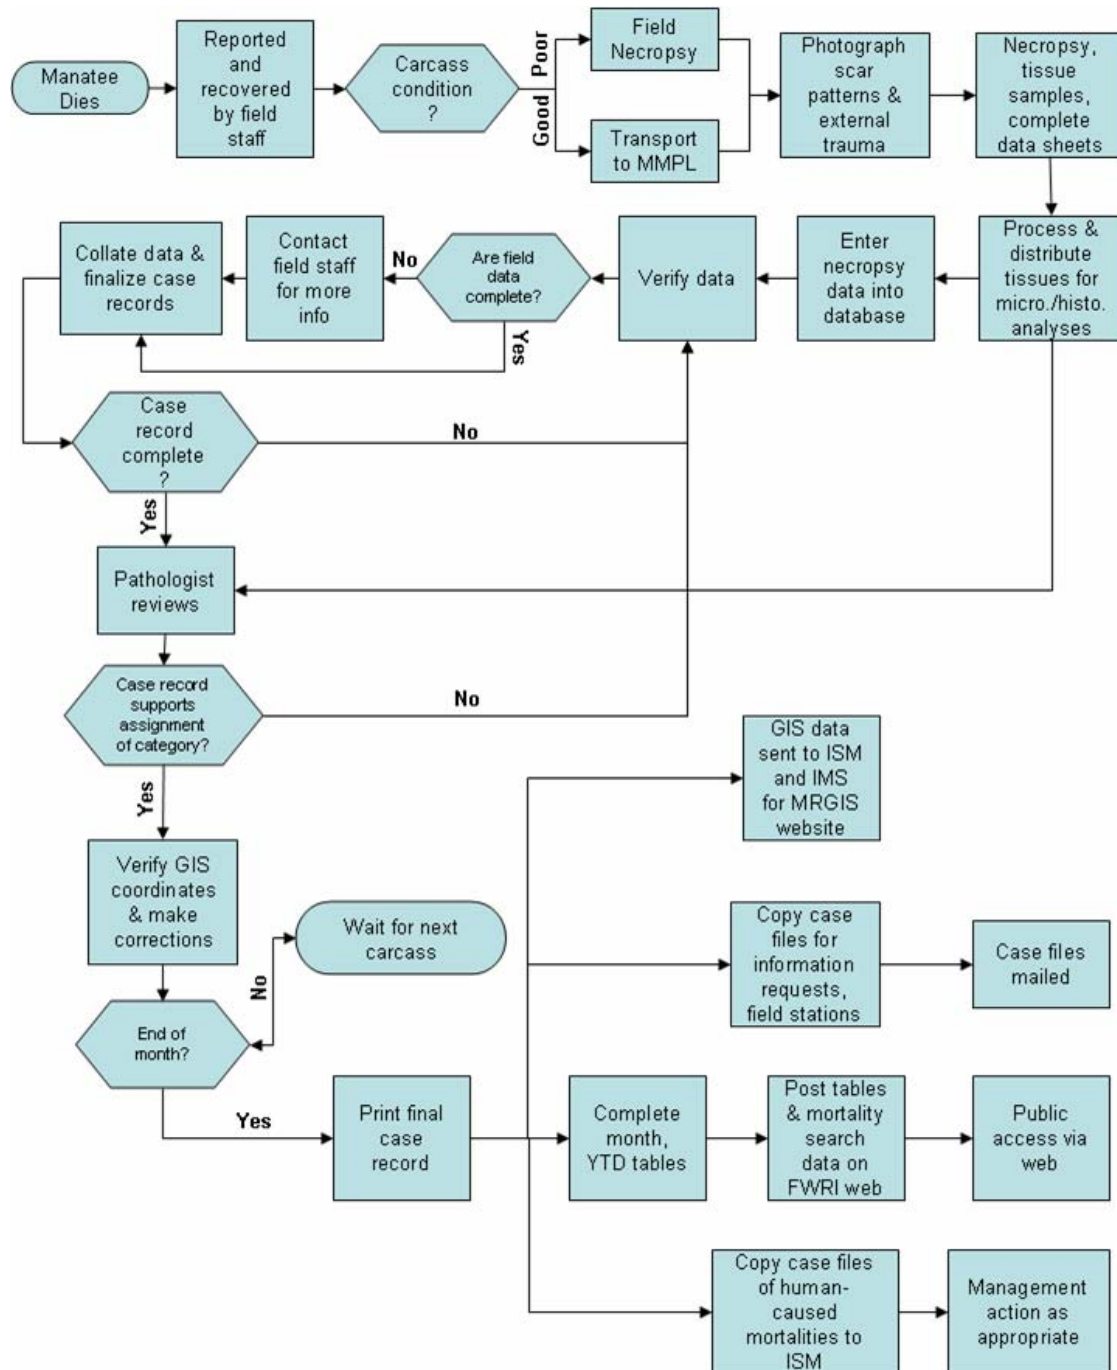 Manatee
Dies
Reported
and
recovered
by field
staff
Carcass
condition
?
Poor
Good
Field
Necropsy
Transport
to MMPL
Photograph
scar
patterns &
external
trauma
Necropsy,
tissue
samples,
complete
data sheets
Collate data &
finalize case
records
Contact
field staff
for more
info
No
Are field
data
complete?
Yes
Verify data
Enter
necropsy
data into
database
Process &
distribute
tissues for
micro./histo.
analyses
Case
record
complete
?
No
Yes
Pathologist
reviews
Case record
supports
assignment
of category?
No
Yes
GIS data
sent to ISM
and IMS
for MRGIS
website
Verify GIS
coordinates
& make
corrections
Wait for next
carcass
No
Copy case
files for
information
requests,
field stations
Case files
mailed
End of
month?
Yes
Print final
case
record
Complete
month,
YTD tables
Post tables
& mortality
search
data on
FWRI web
Public
access via
web
Copy case files
of human-
caused
mortalities to
ISM
Management
action as
appropriate